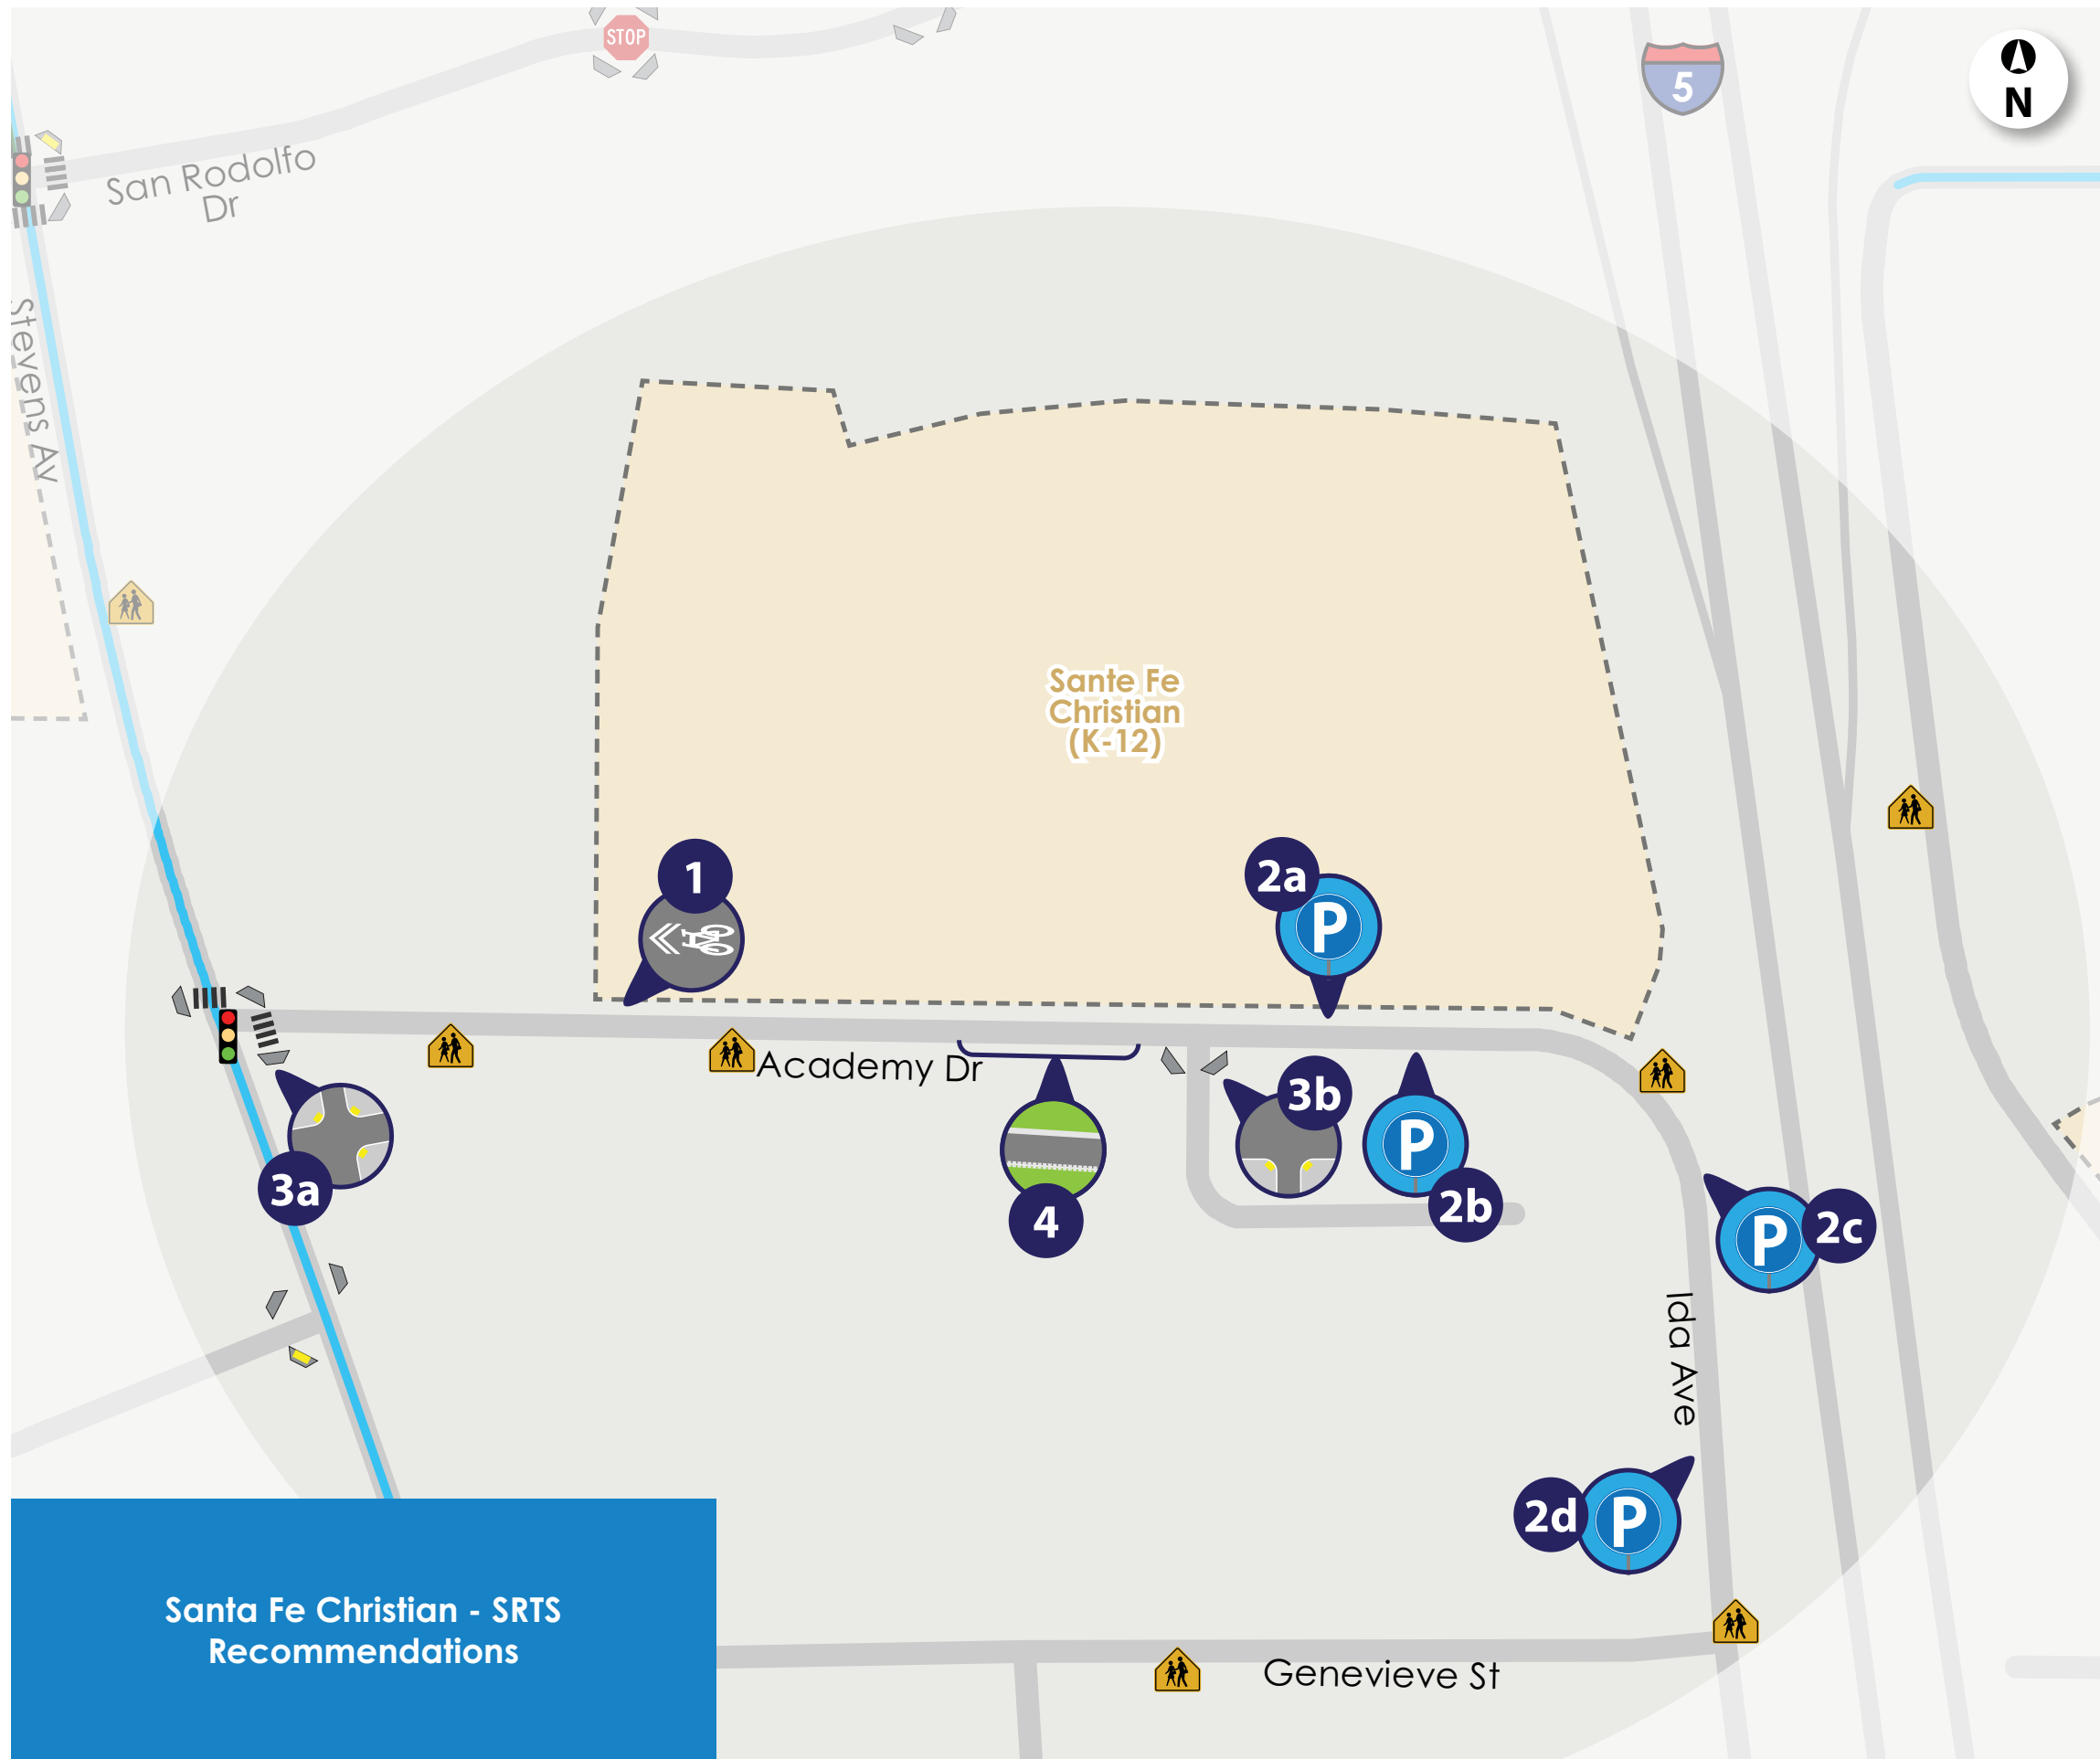 STOP
5
N
San Rodolfo
Dr
Stevens Av
Sante Fe
Christian
(K-12)
1
2a
P
Academy Dr
3b
P
2b
3a
4
P
2c
Ida Ave
2d
P
Santa Fe Christian - SRTS
Recommendations
Genevieve St